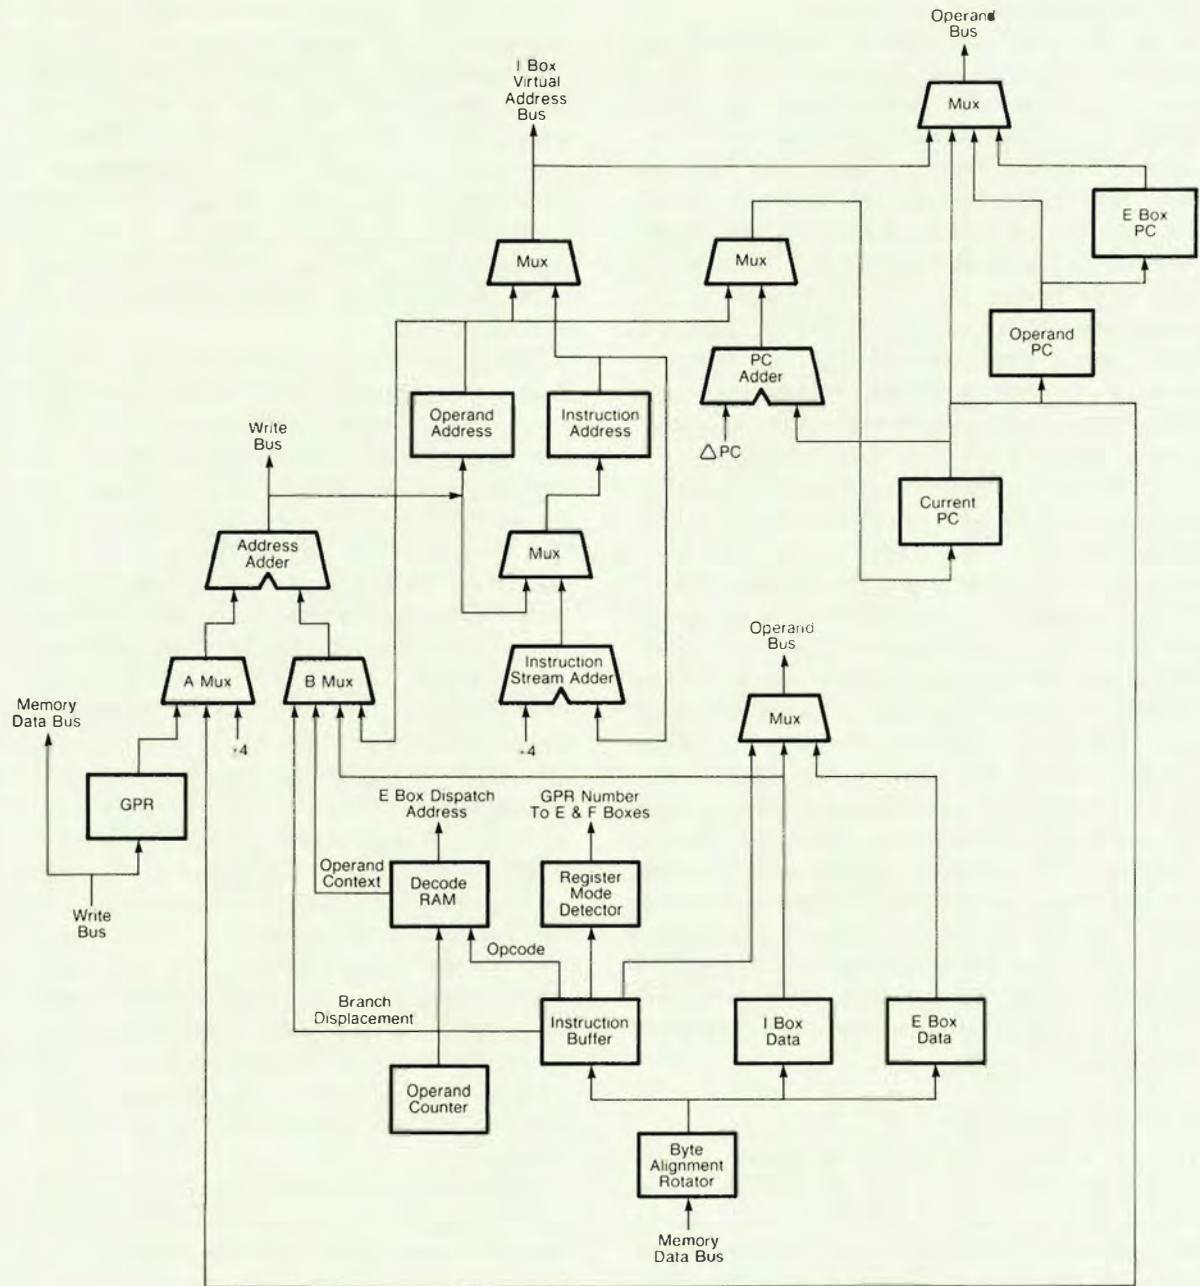 Operand
Bus
I Box
Virtual
Address
Bus
Mux
E Box
PC
Mux
Mux
Operand
PC
PC
Adder
Operand
Address
Instruction
Address
Write
Bus
△ PC
Current
PC
Address
Adder
Mux
Operand
Bus
A Mux
B Mux
Instruction
Stream Adder
Memory
Data Bus
Mux
+4
+4
GPR
E Box Dispatch
Address
GPR Number
To E & F Boxes
Operand
Context
Decode
RAM
Register
Mode
Detector
Write
Bus
Opcode
Branch
Displacement
Instruction
Buffer
I Box
Data
E Box
Data
Operand
Counter
Byte
Alignment
Rotator
Memory
Data Bus